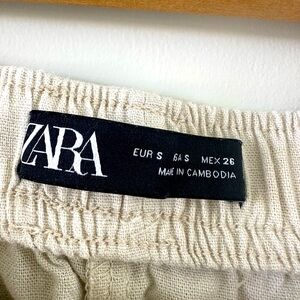 ZARA
EUR S  USA S  MEX 26
MADE IN CAMBODIA